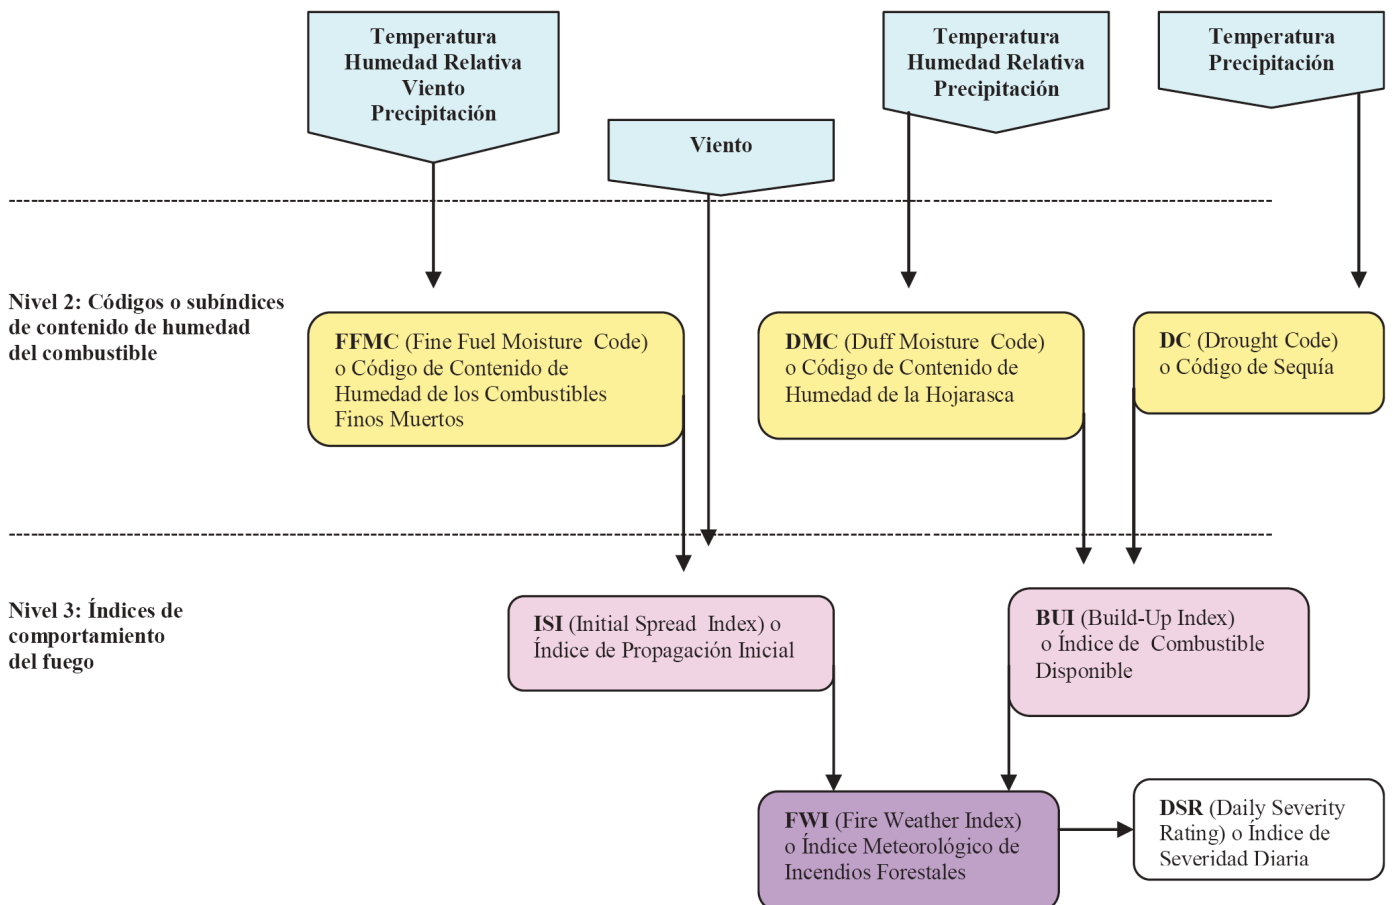 Temperatura
Humedad Relativa
Viento
Precipitación
Viento
Temperatura
Humedad Relativa
Precipitación
Temperatura
Precipitación
Nivel 2: Códigos o subíndices
de contenido de humedad
del combustible
FFMC (Fine Fuel Moisture Code)
o Código de Contenido de
Humedad de los Combustibles
Finos Muertos
DMC (Duff Moisture Code)
o Código de Contenido de
Humedad de la Hojarasca
DC (Drought Code)
o Código de Sequía
Nivel 3: Índices de
comportamiento
del fuego
ISI (Initial Spread Index) o
Índice de Propagación Inicial
BUI (Build-Up Index)
o Índice de Combustible
Disponible
FWI (Fire Weather Index)
o Índice Meteorológico de
Incendios Forestales
DSR (Daily Severity
Rating) o Índice de
Severidad Diaria